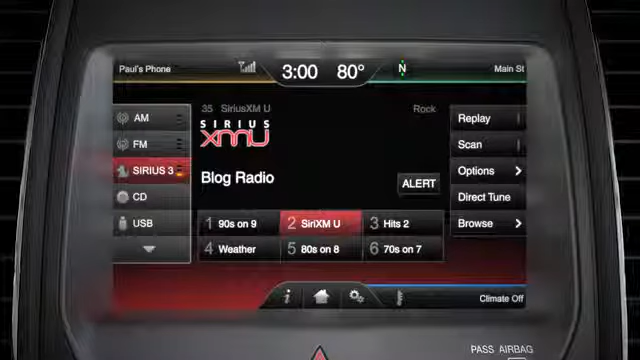 Paul's Phone
3:00 80°
N
Main St
AM
FM
SIRIUS 3
CD
USB
35 SiriusXM U
Rock
SIRIUS
xmu
Blog Radio
ALERT
1 90s on 9
2 SiriXM U
3 Hits 2
4 Weather
5 80s on 8
6 70s on 7
Replay
Scan
Options
Direct Tune
Browse
i
Climate Off
PASS AIRBAG